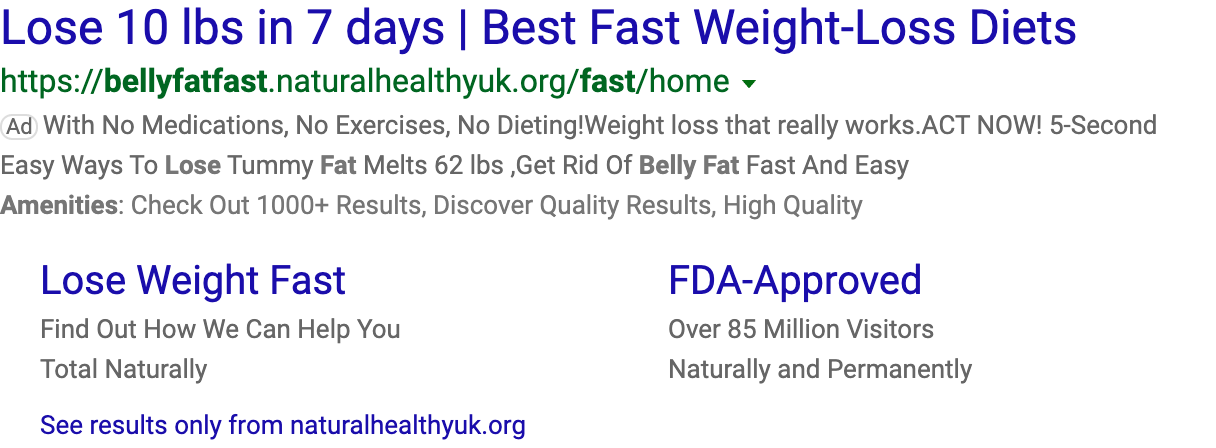 Lose 10 lbs in 7 days | Best Fast Weight-Loss Diets
https://bellyfatfast.naturalhealthyuk.org/fast/home
Ad With No Medications, No Exercises, No Dieting!Weight loss that really works.ACT NOW! 5-Second
Easy Ways To Lose Tummy Fat Melts 62 lbs ,Get Rid Of Belly Fat Fast And Easy
Amenities: Check Out 1000+ Results, Discover Quality Results, High Quality
Lose Weight Fast
Find Out How We Can Help You
Total Naturally
FDA-Approved
Over 85 Million Visitors
Naturally and Permanently
See results only from naturalhealthyuk.org